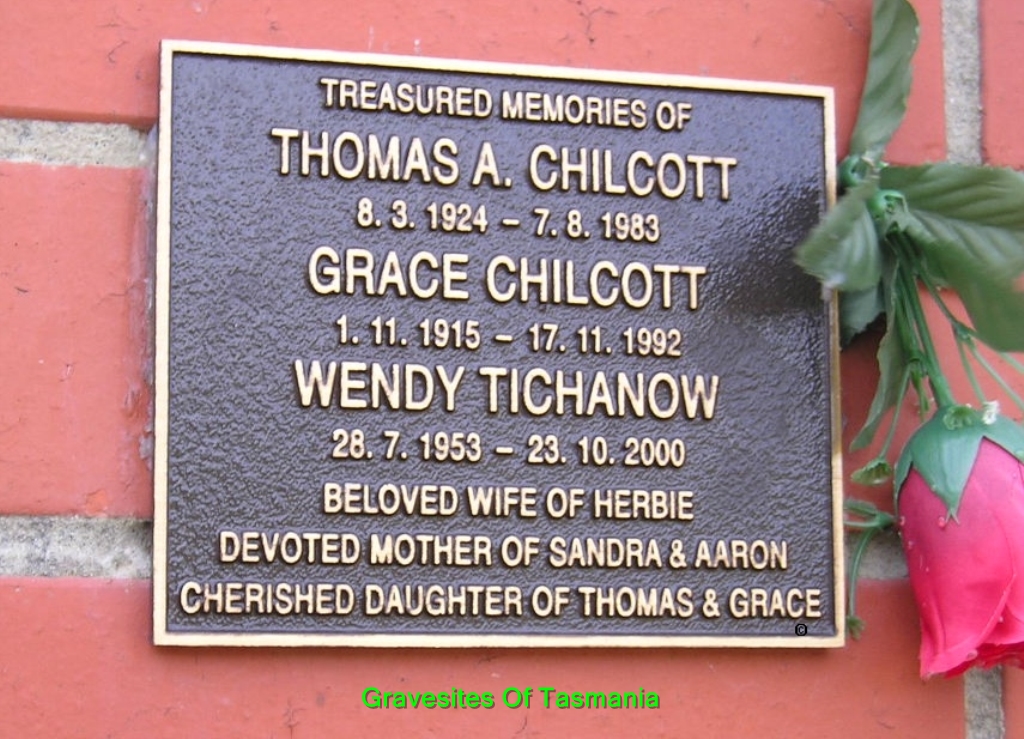 TREASURED MEMORIES OF
THOMAS A. CHILCOTT
8. 3. 1924 – 7. 8. 1983
GRACE CHILCOTT
1. 11. 1915 – 17. 11. 1992
WENDY TICHANOW
28. 7. 1953 – 23. 10. 2000
BELOVED WIFE OF HERBIE
DEVOTED MOTHER OF SANDRA & AARON
CHERISHED DAUGHTER OF THOMAS & GRACE
©
Gravesites Of Tasmania